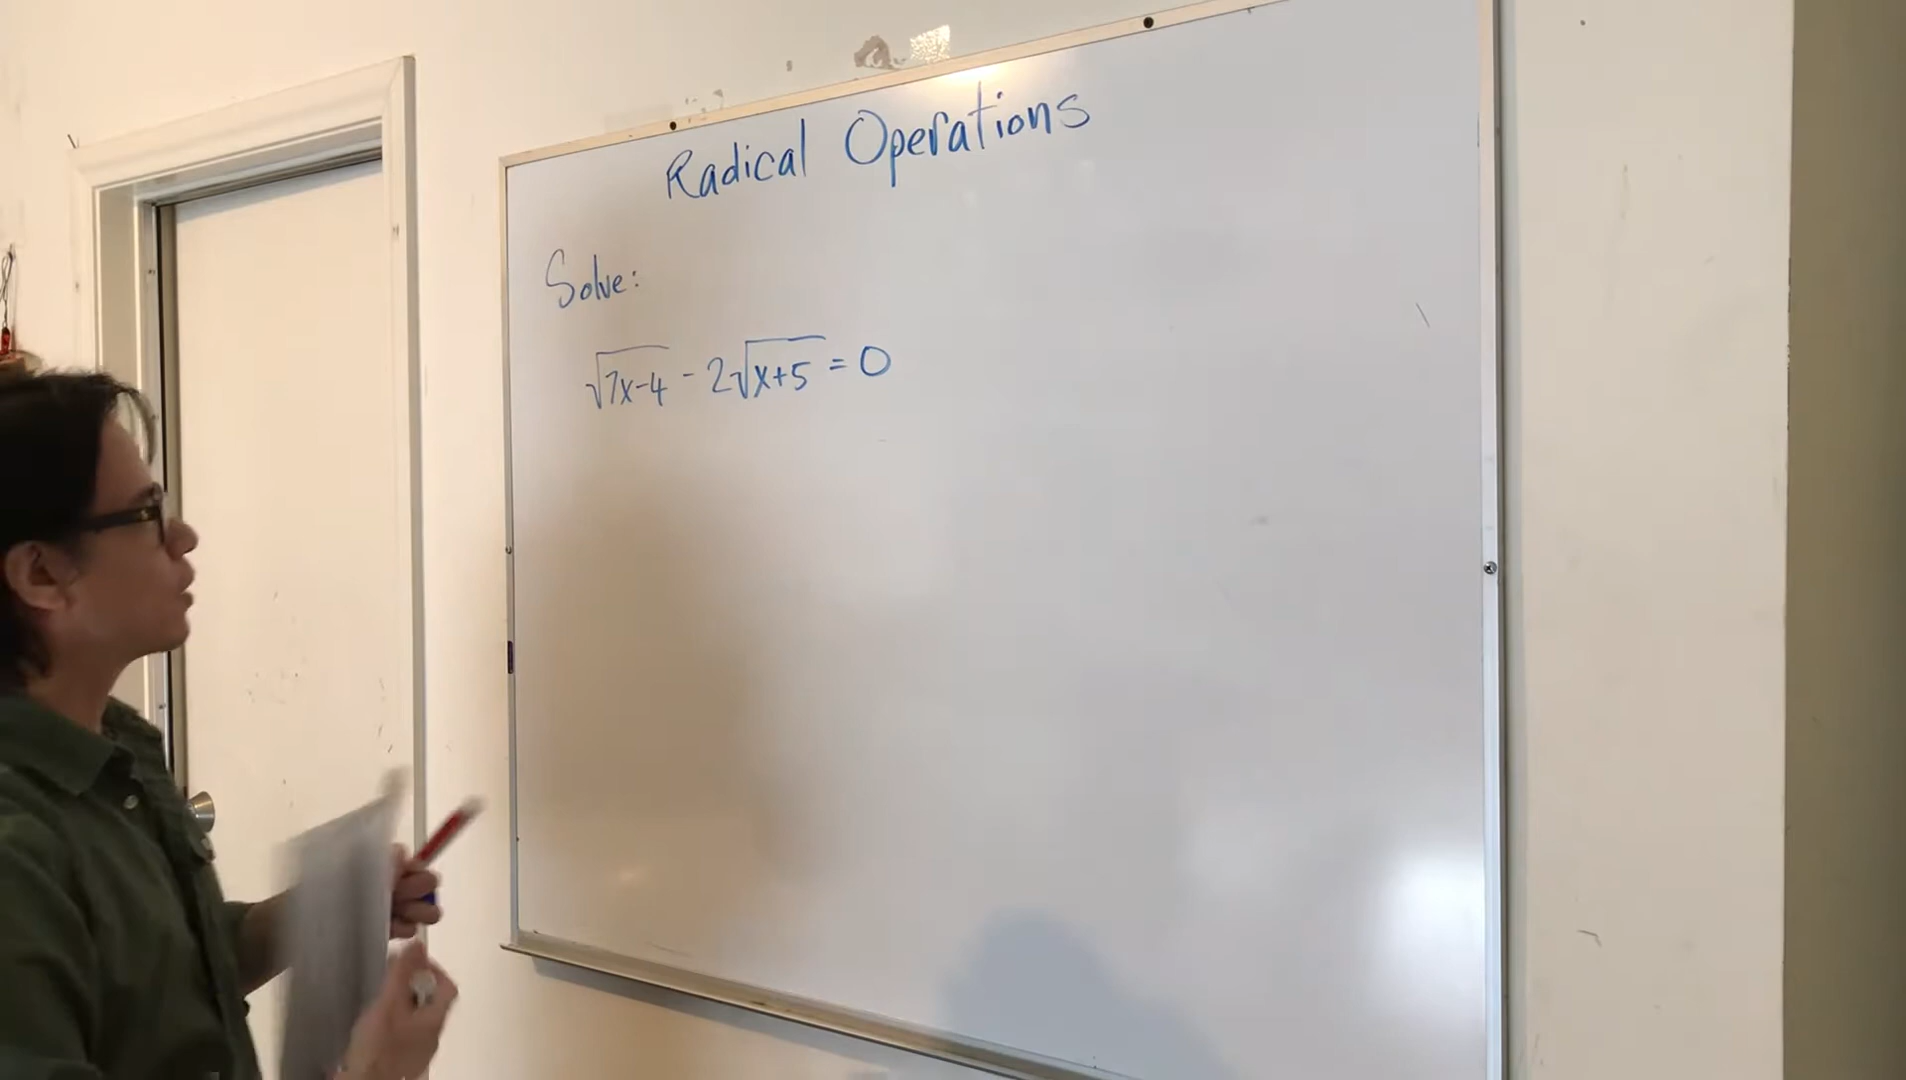 Radical Operations
Solve:
√7x-4 - 2√x+5 = 0